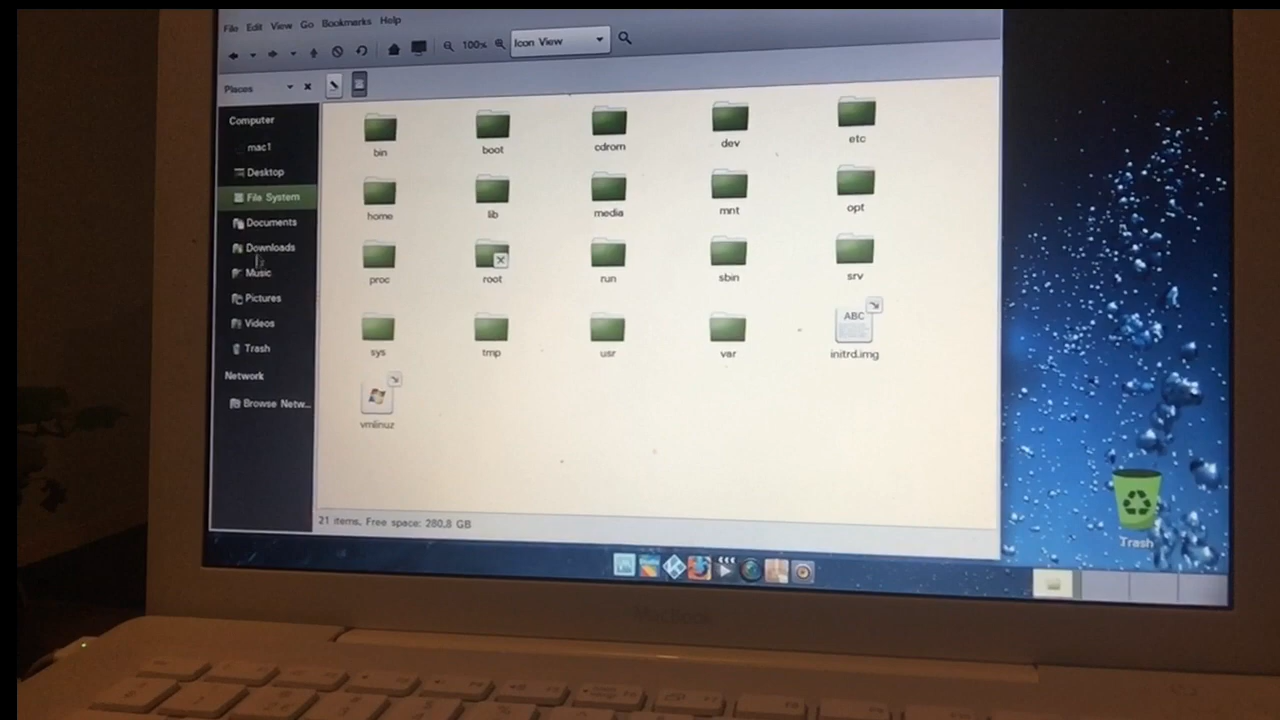 File Edit View Go Bookmarks Help
100% Icon View
Places
Computer
mac1
Desktop
File System
Documents
Downloads
Music
Pictures
Videos
Trash
Network
Browse Netw...
bin boot cdrom dev etc
home lib media mnt opt
proc root run sbin srv
sys tmp usr var ABC initrd.img
vmlinuz
21 items, Free space: 280,8 GB
Trash
MacBook